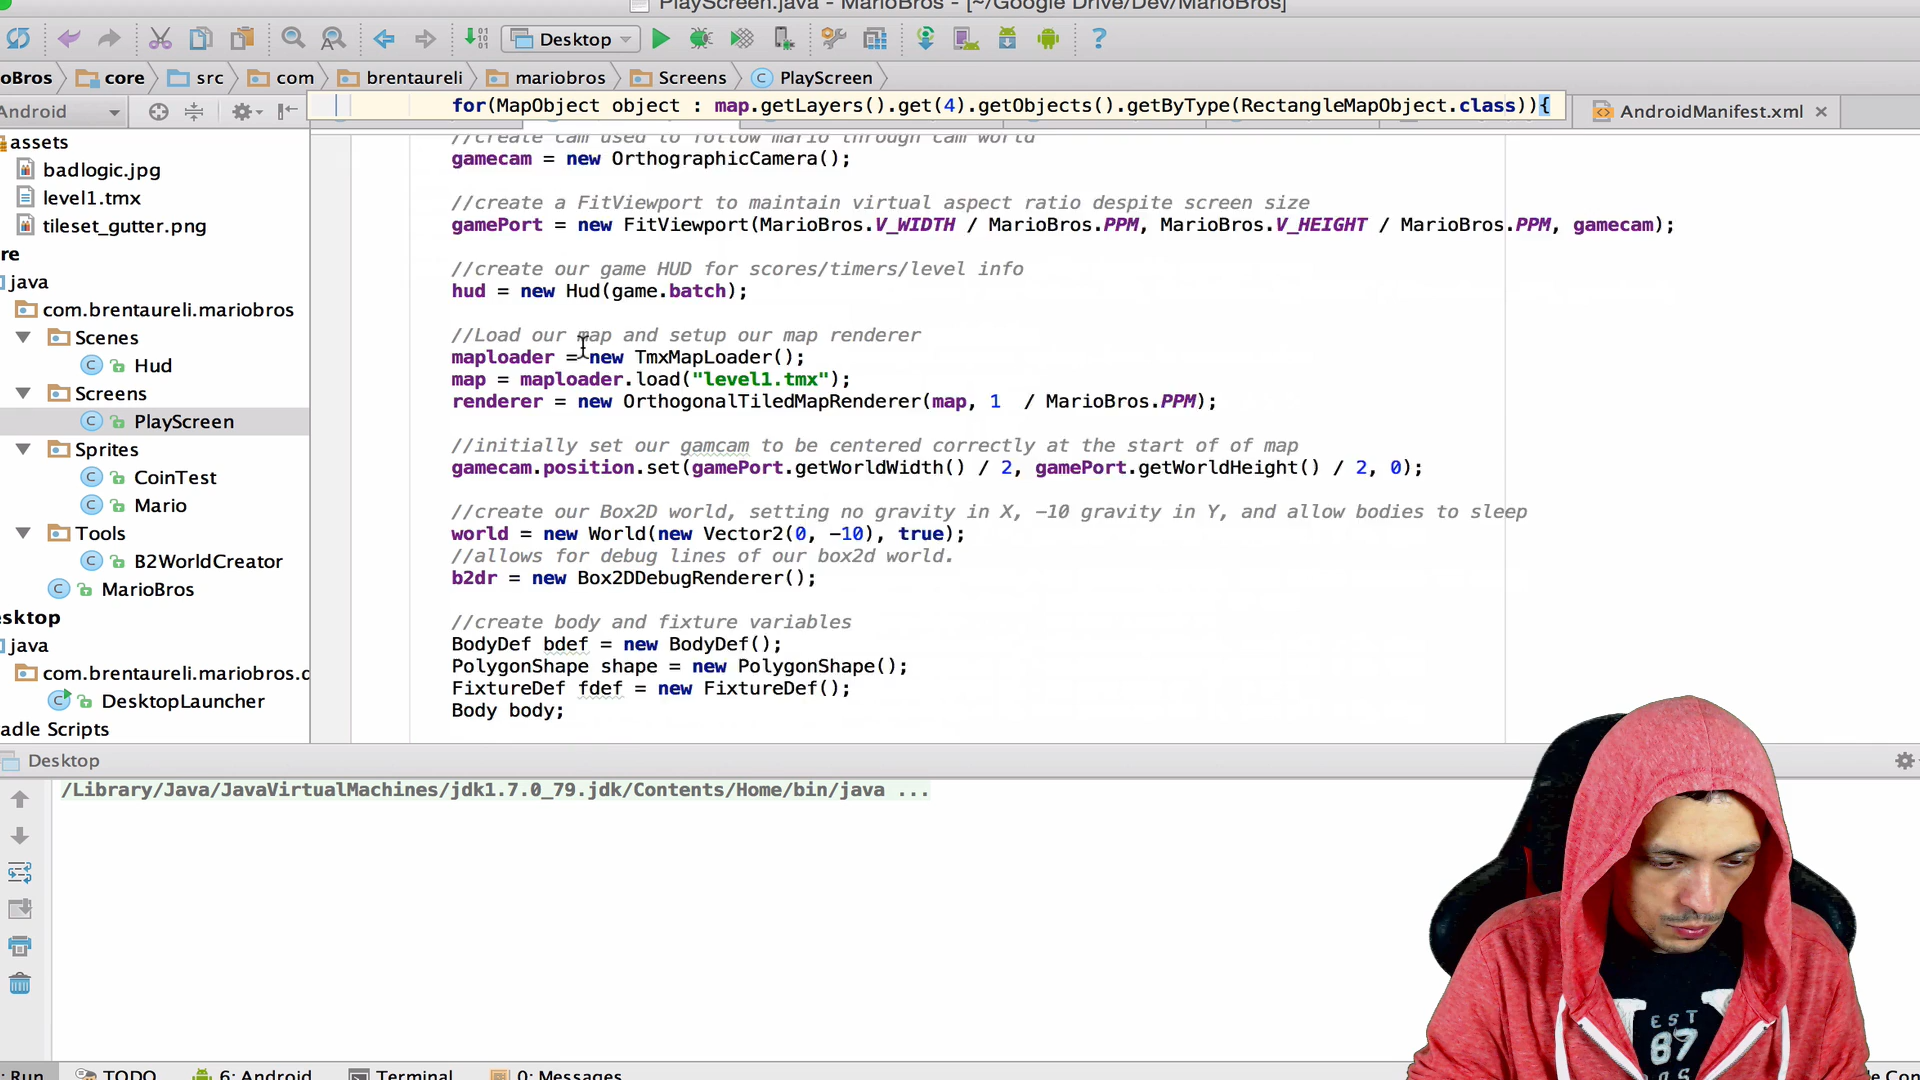 PlayScreen.java - MarioBros - [~/Google Drive/Dev/MarioBros]
Desktop
oBros
core
src
com
brentaureli
mariobros
Screens
PlayScreen
Android
for(MapObject object : map.getLayers().get(4).getObjects().getByType(RectangleMapObject.class)){
AndroidManifest.xml
assets
badlogic.jpg
level1.tmx
tileset_gutter.png
re
java
com.brentaureli.mariobros
Scenes
Hud
Screens
PlayScreen
Sprites
CoinTest
Mario
Tools
B2WorldCreator
MarioBros
sktop
java
com.brentaureli.mariobros.d
DesktopLauncher
adle Scripts
//create cam used to follow mario through cam world
gamecam = new OrthographicCamera();
//create a FitViewport to maintain virtual aspect ratio despite screen size
gamePort = new FitViewport(MarioBros.V_WIDTH / MarioBros.PPM, MarioBros.V_HEIGHT / MarioBros.PPM, gamecam);
//create our game HUD for scores/timers/level info
hud = new Hud(game.batch);
//Load our map and setup our map renderer
maploader = new TmxMapLoader();
map = maploader.load("level1.tmx");
renderer = new OrthogonalTiledMapRenderer(map, 1  / MarioBros.PPM);
//initially set our gamcam to be centered correctly at the start of of map
gamecam.position.set(gamePort.getWorldWidth() / 2, gamePort.getWorldHeight() / 2, 0);
//create our Box2D world, setting no gravity in X, -10 gravity in Y, and allow bodies to sleep
world = new World(new Vector2(0, -10), true);
//allows for debug lines of our box2d world.
b2dr = new Box2DDebugRenderer();
//create body and fixture variables
BodyDef bdef = new BodyDef();
PolygonShape shape = new PolygonShape();
FixtureDef fdef = new FixtureDef();
Body body;
Desktop
/Library/Java/JavaVirtualMachines/jdk1.7.0_79.jdk/Contents/Home/bin/java ...
EST
87
Run
TODO
6: Android
Terminal
0: Messages